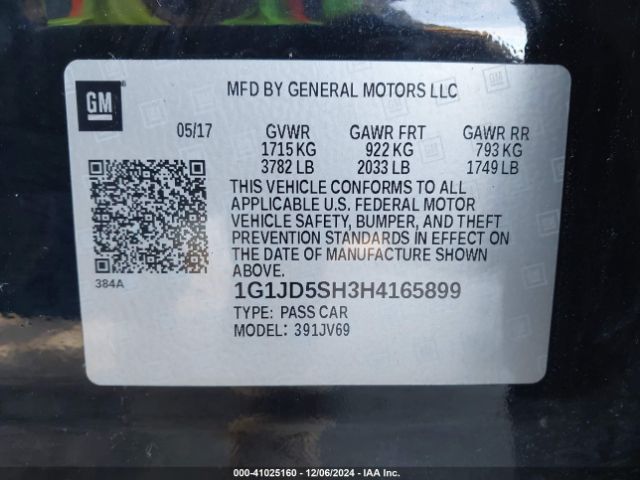 GM
MFD BY GENERAL MOTORS LLC
05/17 GVWR GAWR FRT GAWR RR
1715 KG 922 KG 793 KG
3782 LB 2033 LB 1749 LB
THIS VEHICLE CONFORMS TO ALL
APPLICABLE U.S. FEDERAL MOTOR
VEHICLE SAFETY, BUMPER, AND THEFT
PREVENTION STANDARDS IN EFFECT ON
THE DATE OF MANUFACTURE SHOWN
ABOVE.
384A
1G1JD5SH3H4165899
TYPE: PASS CAR
MODEL: 391JV69
000-41025160 - 12/06/2024 - IAA Inc.